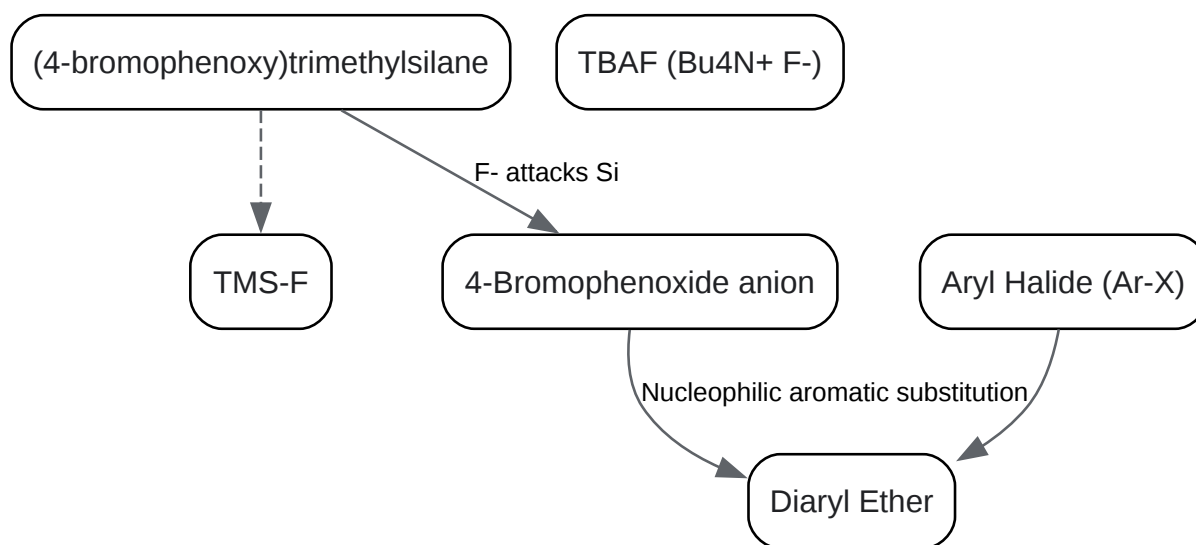 (4-bromophenoxy)trimethylsilane
TBAF (Bu4N+ F-)
F- attacks Si
TMS-F
4-Bromophenoxide anion
Aryl Halide (Ar-X)
Nucleophilic aromatic substitution
Diaryl Ether